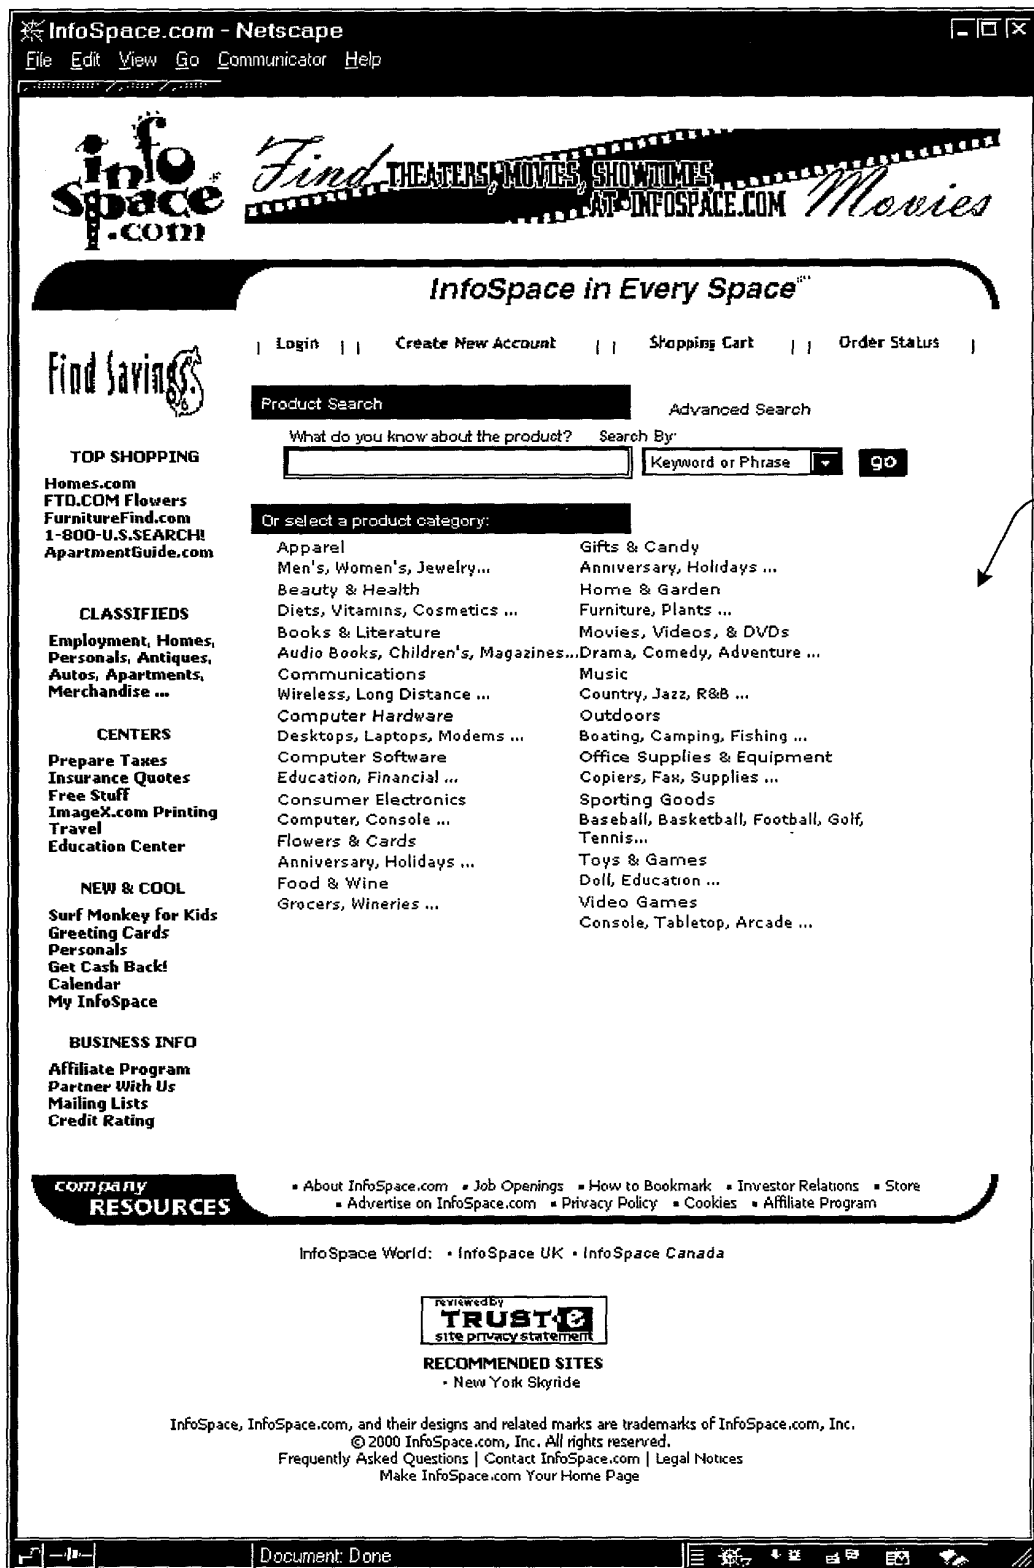 InfoSpace.com - Netscape
File Edit View Go Communicator Help
info
space
.com
Find THEATERS, MOVIES, SHOWTIMES
AT INFOSPACE.COM Movies
InfoSpace in Every Space
Find Savings
| Login | | Create New Account | | Shopping Cart | | Order Status |
Product Search
Advanced Search
What do you know about the product? Search By:
Keyword or Phrase go
Or select a product category:
Apparel
Men's, Women's, Jewelry...
Beauty & Health
Diets, Vitamins, Cosmetics ...
Books & Literature
Audio Books, Children's, Magazines...
Communications
Wireless, Long Distance ...
Computer Hardware
Desktops, Laptops, Modems ...
Computer Software
Education, Financial ...
Consumer Electronics
Computer, Console ...
Flowers & Cards
Anniversary, Holidays ...
Food & Wine
Grocers, Wineries ...
Gifts & Candy
Anniversary, Holidays ...
Home & Garden
Furniture, Plants ...
Movies, Videos, & DVDs
Drama, Comedy, Adventure ...
Music
Country, Jazz, R&B ...
Outdoors
Boating, Camping, Fishing ...
Office Supplies & Equipment
Copiers, Fax, Supplies ...
Sporting Goods
Baseball, Basketball, Football, Golf,
Tennis...
Toys & Games
Doll, Education ...
Video Games
Console, Tabletop, Arcade ...
TOP SHOPPING
Homes.com
FTD.COM Flowers
FurnitureFind.com
1-800-U.S.SEARCH!
ApartmentGuide.com
CLASSIFIEDS
Employment, Homes,
Personals, Antiques,
Autos, Apartments,
Merchandise ...
CENTERS
Prepare Taxes
Insurance Quotes
Free Stuff
ImageX.com Printing
Travel
Education Center
NEW & COOL
Surf Monkey for Kids
Greeting Cards
Personals
Get Cash Back!
Calendar
My InfoSpace
BUSINESS INFO
Affiliate Program
Partner With Us
Mailing Lists
Credit Rating
company
RESOURCES
▪ About InfoSpace.com ▪ Job Openings ▪ How to Bookmark ▪ Investor Relations ▪ Store
▪ Advertise on InfoSpace.com ▪ Privacy Policy ▪ Cookies ▪ Affiliate Program
InfoSpace World: • InfoSpace UK • InfoSpace Canada
reviewed by
TRUSTe
site privacy statement
RECOMMENDED SITES
• New York Skyride
InfoSpace, InfoSpace.com, and their designs and related marks are trademarks of InfoSpace.com, Inc.
© 2000 InfoSpace.com, Inc. All rights reserved.
Frequently Asked Questions | Contact InfoSpace.com | Legal Notices
Make InfoSpace.com Your Home Page
Document: Done